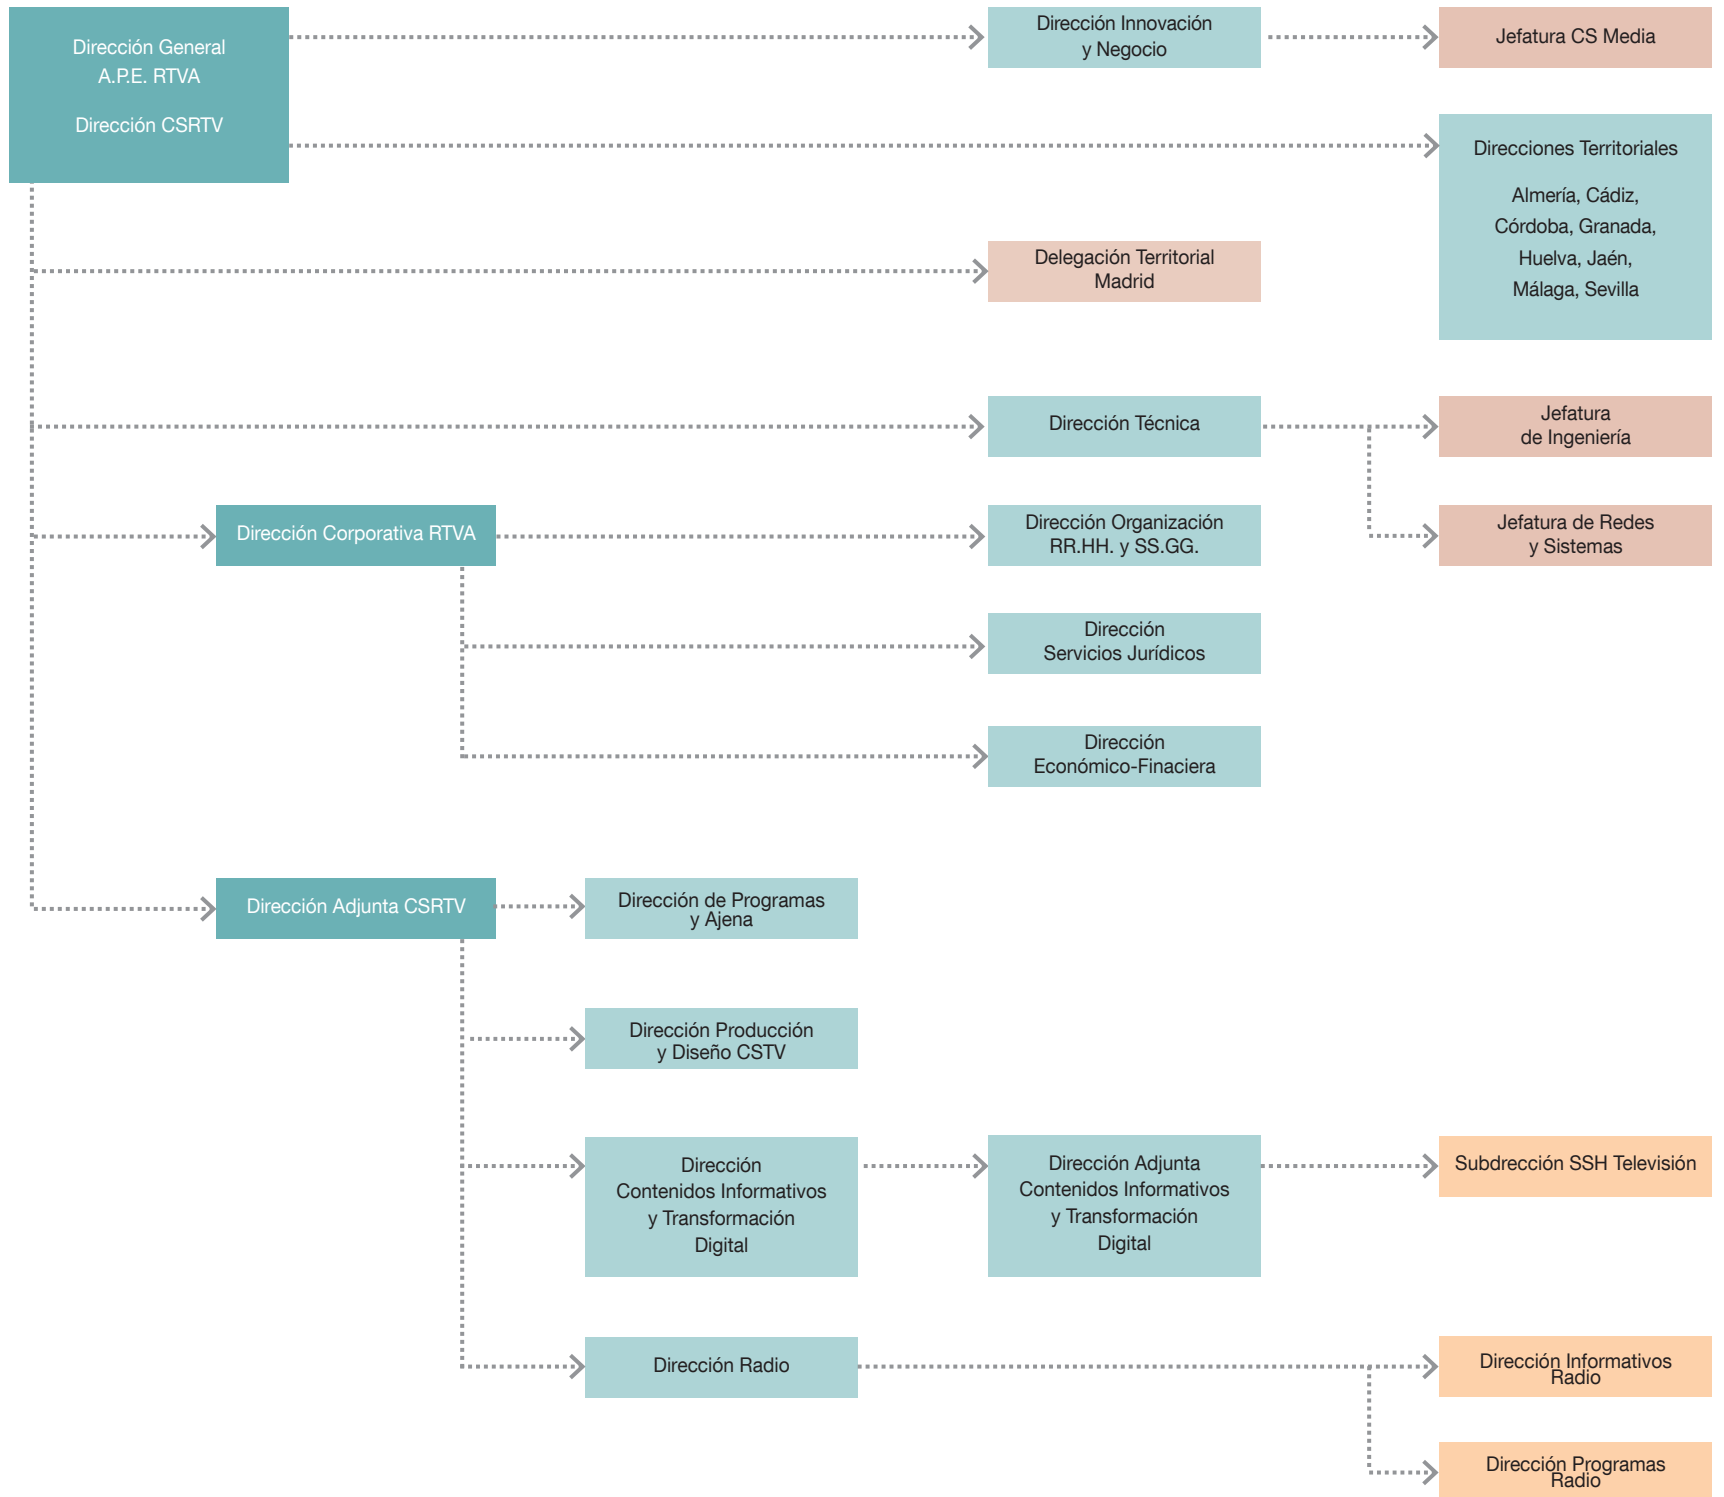 Dirección General
A.P.E. RTVA
Dirección CSRTV
Dirección Innovación
y Negocio
Jefatura CS Media
Direcciones Territoriales
Almería, Cádiz,
Córdoba, Granada,
Huelva, Jaén,
Málaga, Sevilla
Delegación Territorial
Madrid
Dirección Técnica
Jefatura
de Ingeniería
Jefatura de Redes
y Sistemas
Dirección Corporativa RTVA
Dirección Organización
RR.HH. y SS.GG.
Dirección
Servicios Jurídicos
Dirección
Económico-Finaciera
Dirección Adjunta CSRTV
Dirección de Programas
y Ajena
Dirección Producción
y Diseño CSTV
Dirección
Contenidos Informativos
y Transformación
Digital
Dirección Adjunta
Contenidos Informativos
y Transformación
Digital
Subdrección SSH Televisión
Dirección Radio
Dirección Informativos
Radio
Dirección Programas
Radio